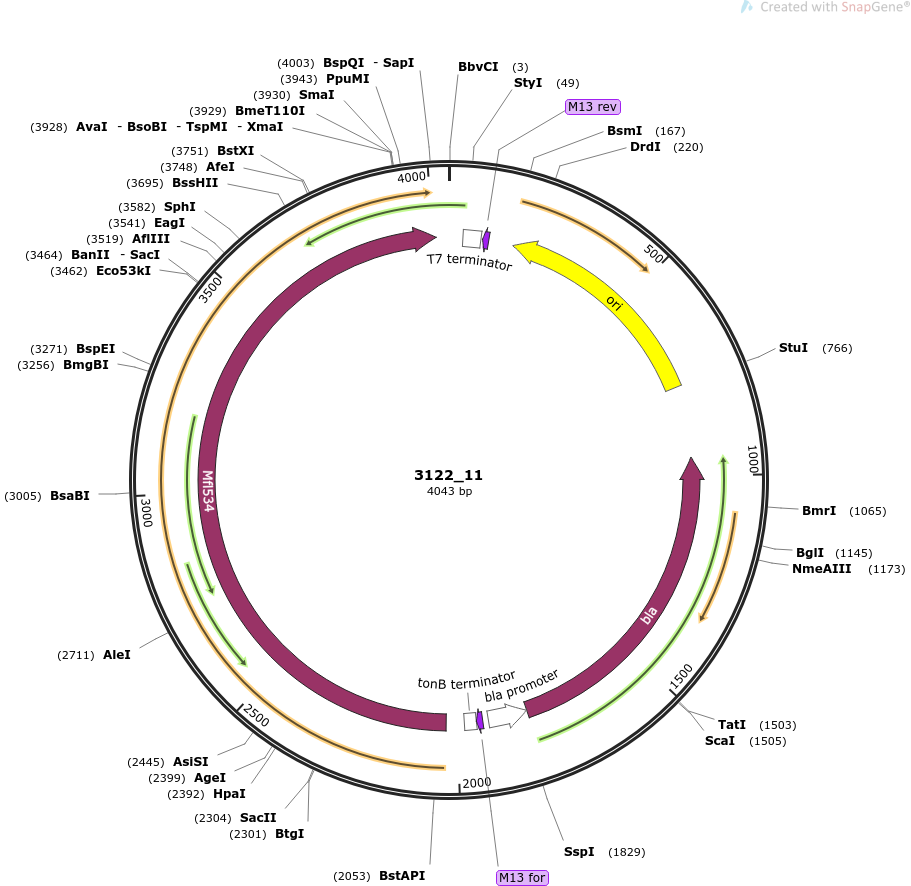 Created with SnapGene®
(4003) BspQI - SapI
(3943) PpuMI
(3930) SmaI
(3929) BmeT110I
(3928) AvaI - BsoBI - TspMI - XmaI
(3751) BstXI
(3748) AfeI
(3695) BssHII
(3582) SphI
(3541) EagI
(3519) AflIII
(3464) BanII - SacI
(3462) Eco53kI
(3271) BspEI
(3256) BmgBI
(3005) BsaBI
(2711) AleI
(2445) AsiSI
(2399) AgeI
(2392) HpaI
(2304) SacII
(2301) BtgI
(2053) BstAPI
BbvCI (3)
StyI (49)
M13 rev
BsmI (167)
DrdI (220)
StuI (766)
BmrI (1065)
BglI (1145)
NmeAIII (1173)
TatI (1503)
ScaI (1505)
SspI (1829)
M13 for
4000
500
1000
1500
2000
2500
3000
3500
T7 terminator
ori
Mfl534
3122_11
4043 bp
bla
tonB terminator
bla promoter